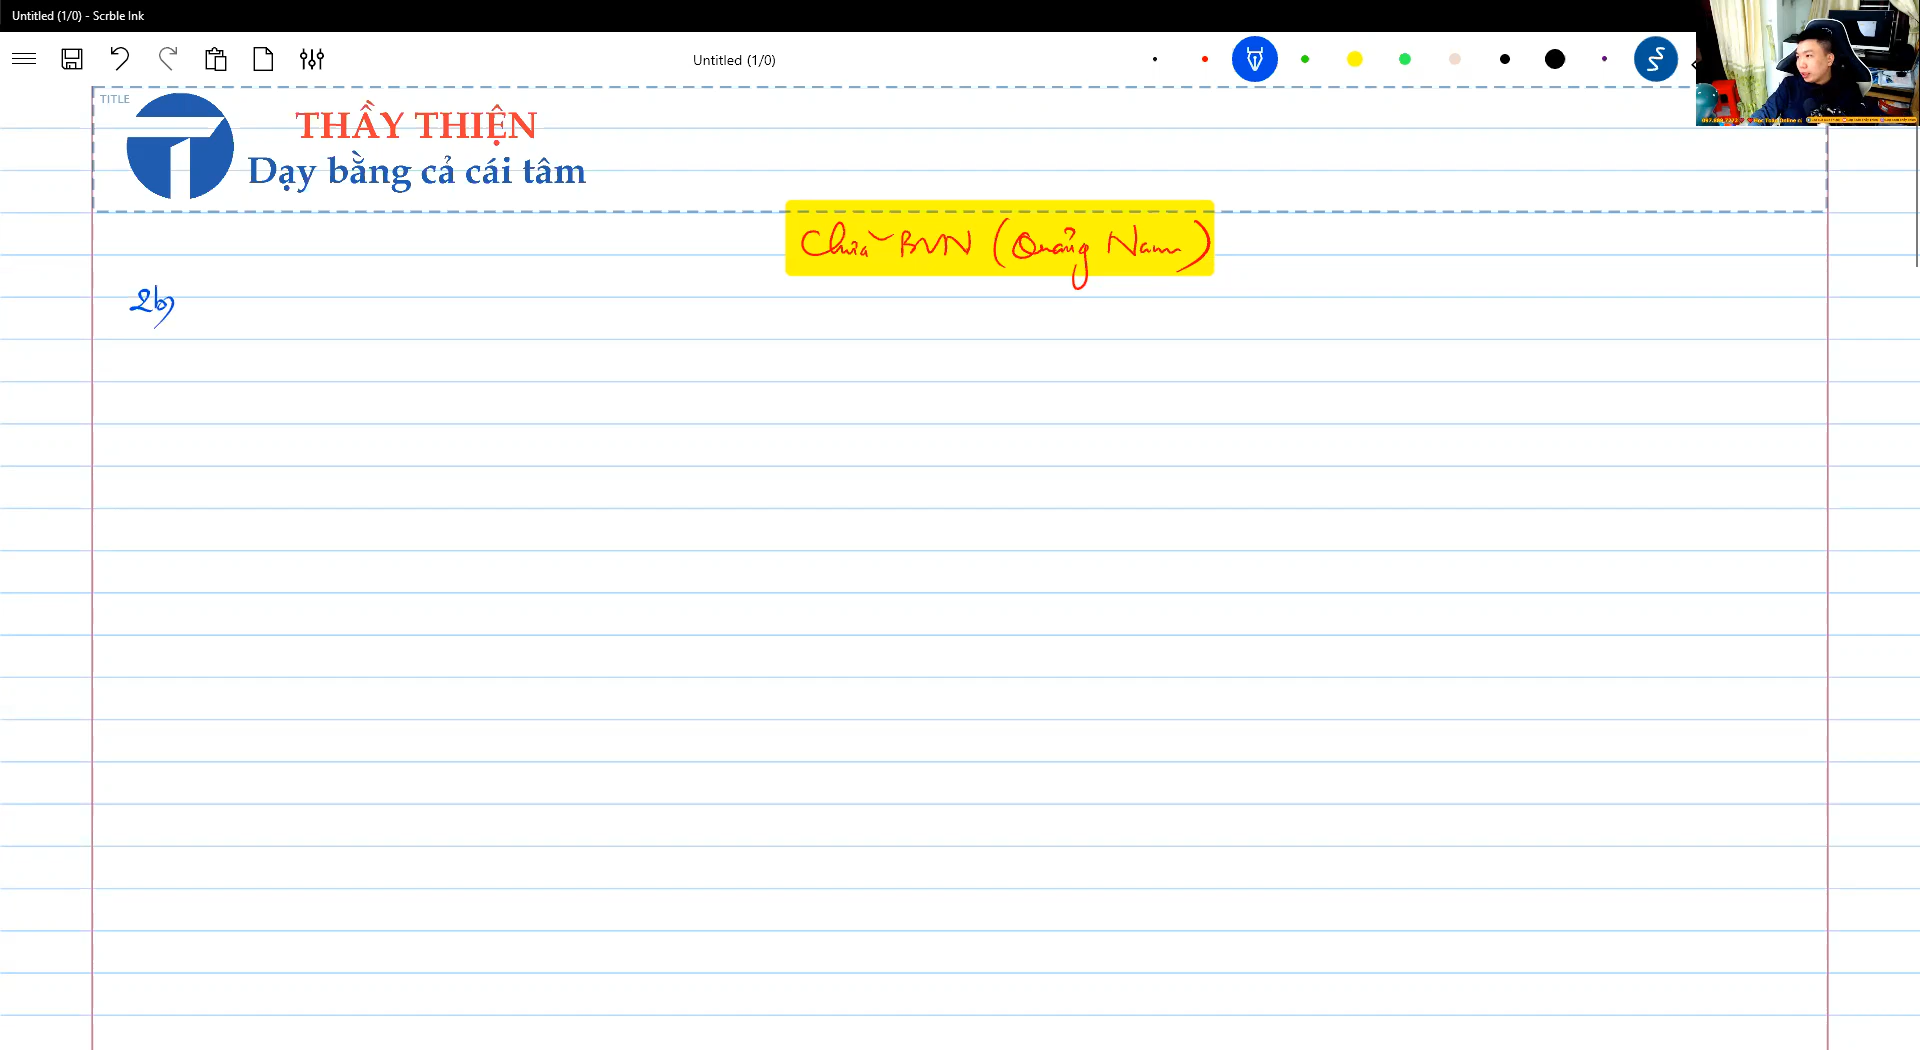 Untitled (1/0) - Scrble Ink
Untitled (1/0)
TITLE
THẦY THIỆN
Dạy bằng cả cái tâm
Chữa BVN (Quảng Nam)
2b)